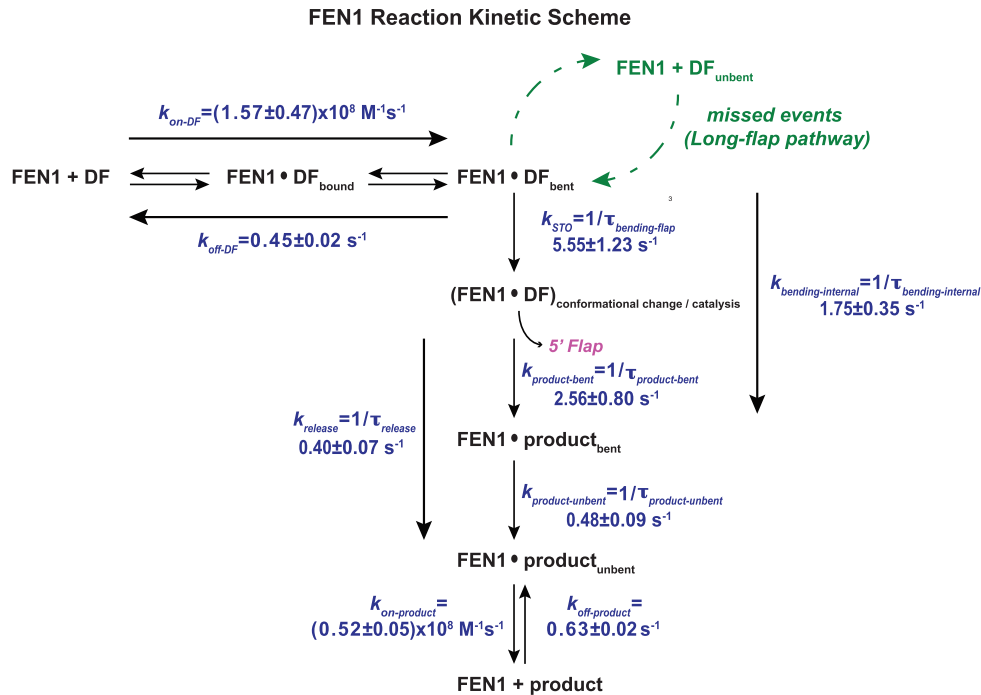 FEN1 Reaction Kinetic Scheme
FEN1 + DFunbent
kon-DF=(1.57±0.47)x10⁸ M⁻¹s⁻¹
missed events
(Long-flap pathway)
FEN1 + DF
FEN1 • DFbound
FEN1 • DFbent
3
koff-DF=0.45±0.02 s⁻¹
kSTO=1/τbending-flap
5.55±1.23 s⁻¹
kbending-internal=1/τbending-internal
1.75±0.35 s⁻¹
(FEN1 • DF)conformational change / catalysis
5’ Flap
kproduct-bent=1/τproduct-bent
2.56±0.80 s⁻¹
krelease=1/τrelease
0.40±0.07 s⁻¹
FEN1 • productbent
kproduct-unbent=1/τproduct-unbent
0.48±0.09 s⁻¹
FEN1 • productunbent
kon-product=
(0.52±0.05)x10⁸ M⁻¹s⁻¹
koff-product=
0.63±0.02 s⁻¹
FEN1 + product